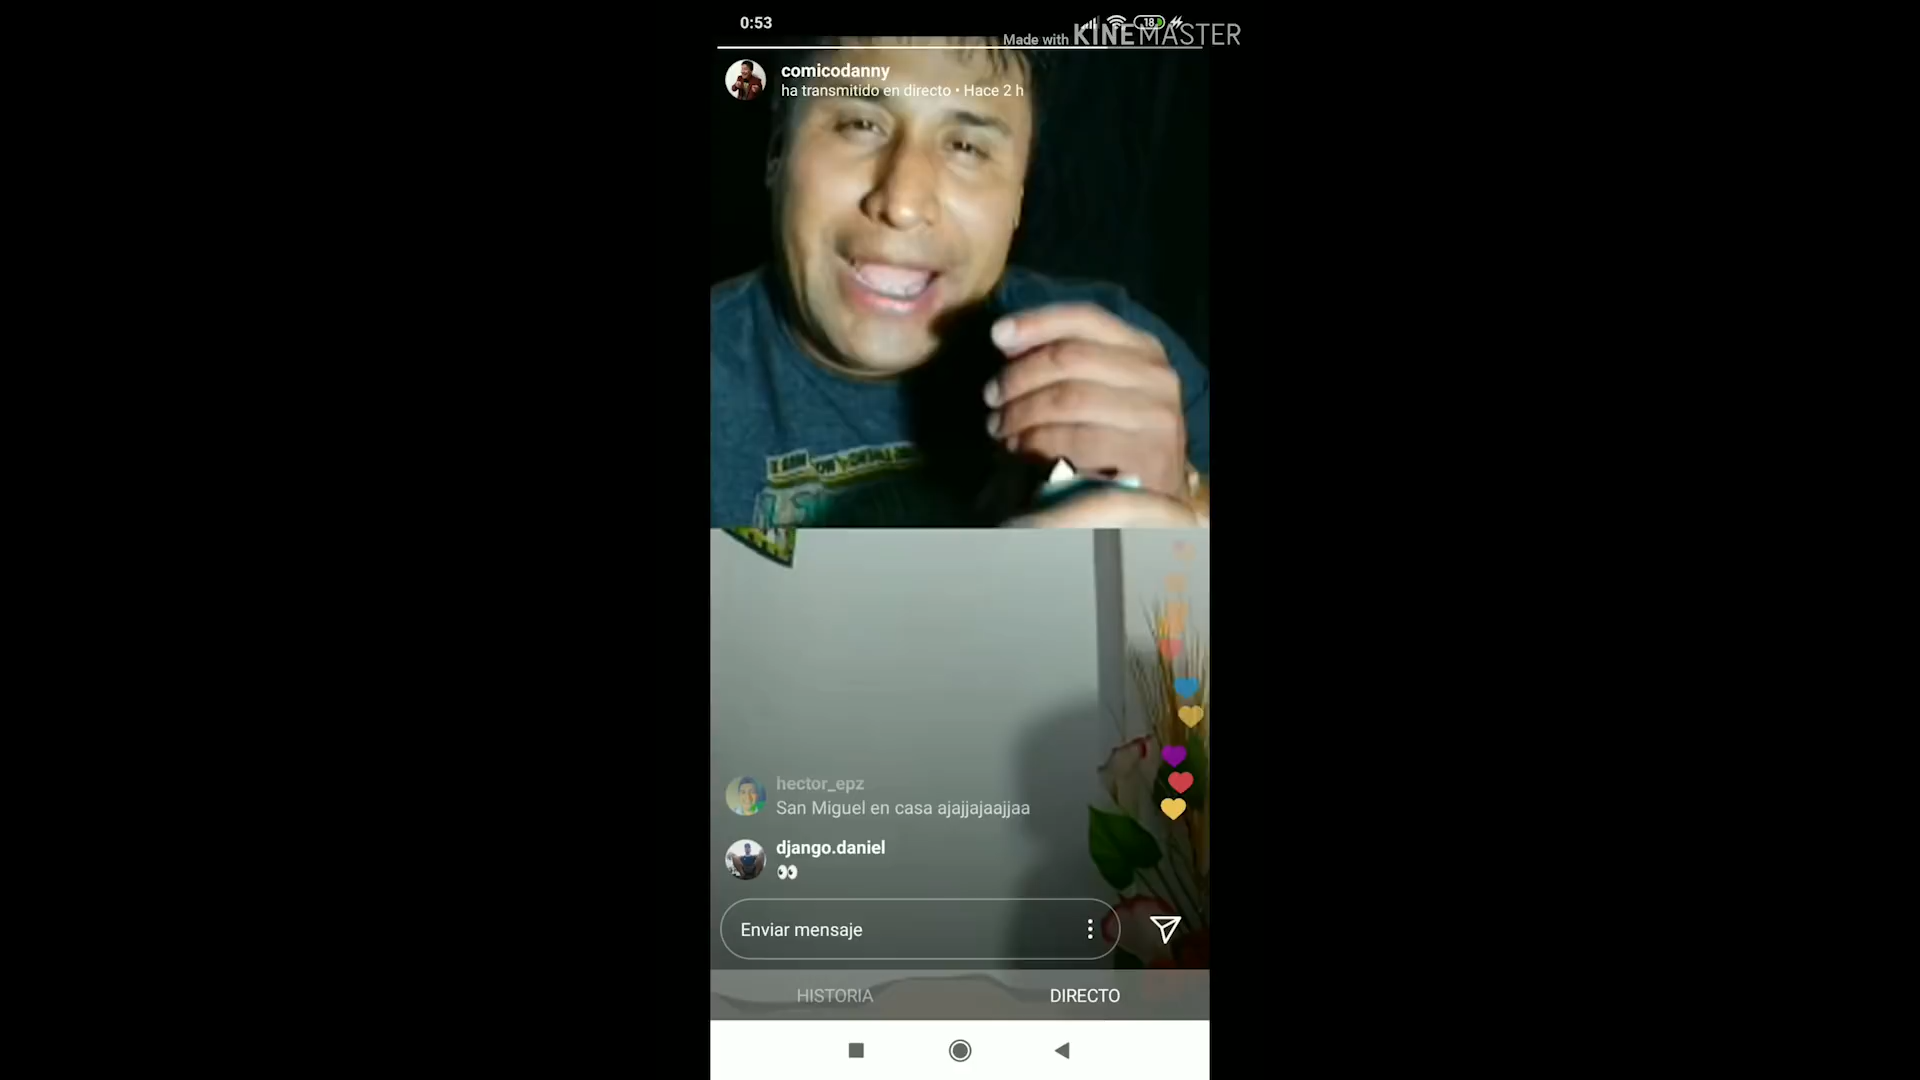 0:53
18
Made with KINEMASTER
comicodanny
ha transmitido en directo • Hace 2 h
hector_epz
San Miguel en casa ajajjajaajjaa
django.daniel
👀
Enviar mensaje
HISTORIA
DIRECTO